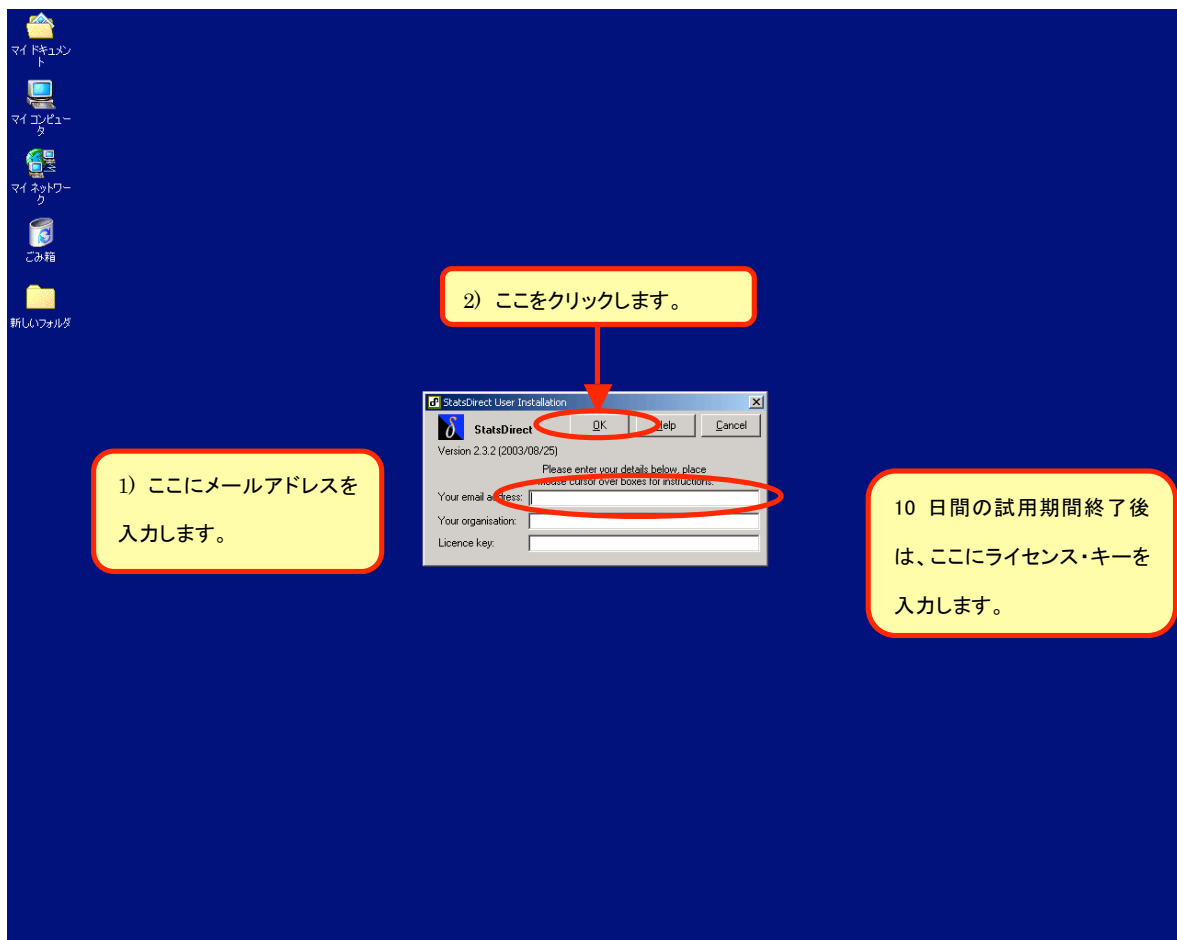 マイ ドキュメン
ト
マイ コンピュー
タ
マイ ネットワー
ク
ごみ箱
新しいフォルダ
2) ここをクリックします。
StatsDirect User Installation
StatsDirect
OK
Help
Cancel
Version 2.3.2 (2003/08/25)
Please enter your details below, place
mouse cursor over boxes for instructions.
Your email address:
Your organisation:
Licence key:
1) ここにメールアドレスを
入力します。
10 日間の試用期間終了後
は、ここにライセンス・キーを
入力します。